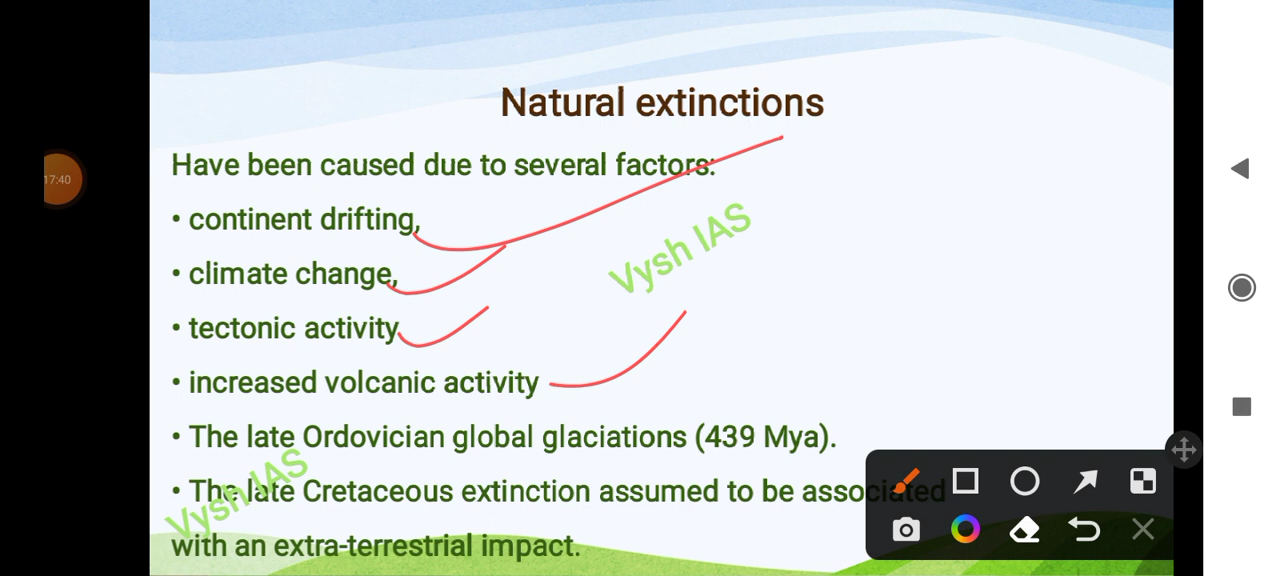 Natural extinctions
Have been caused due to several factors:
17:40
• continent drifting,
Vysh IAS
• climate change,
• tectonic activity
• increased volcanic activity
• The late Ordovician global glaciations (439 Mya).
Vysh IAS
• The late Cretaceous extinction assumed to be associated
with an extra-terrestrial impact.